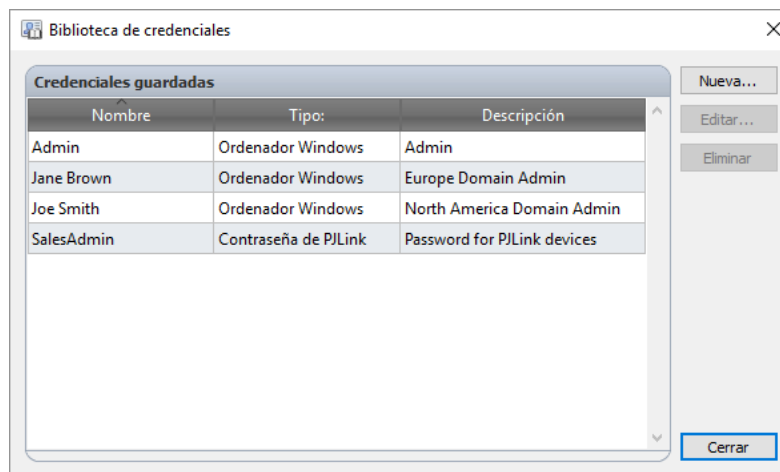 Biblioteca de credenciales
Credenciales guardadas
Nombre Tipo: Descripción
Admin Ordenador Windows Admin
Jane Brown Ordenador Windows Europe Domain Admin
Joe Smith Ordenador Windows North America Domain Admin
SalesAdmin Contraseña de PJLink Password for PJLink devices
Nueva...
Editar...
Eliminar
Cerrar